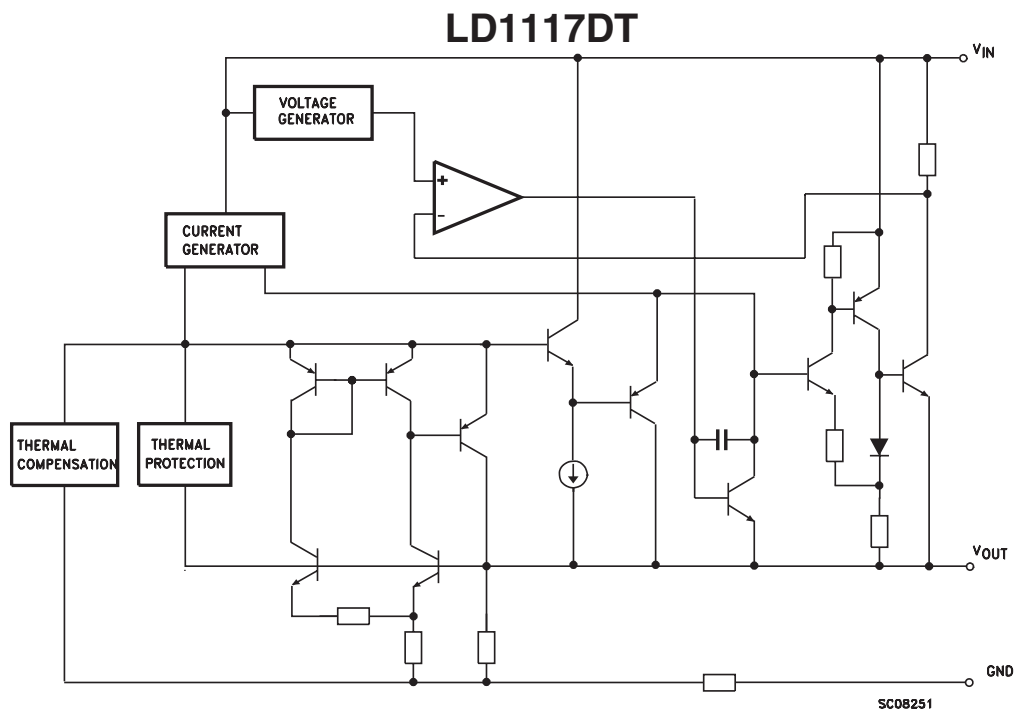 LD1117DT
VIN
VOLTAGE
GENERATOR
+
-
CURRENT
GENERATOR
THERMAL
COMPENSATION
THERMAL
PROTECTION
VOUT
GND
SC08251